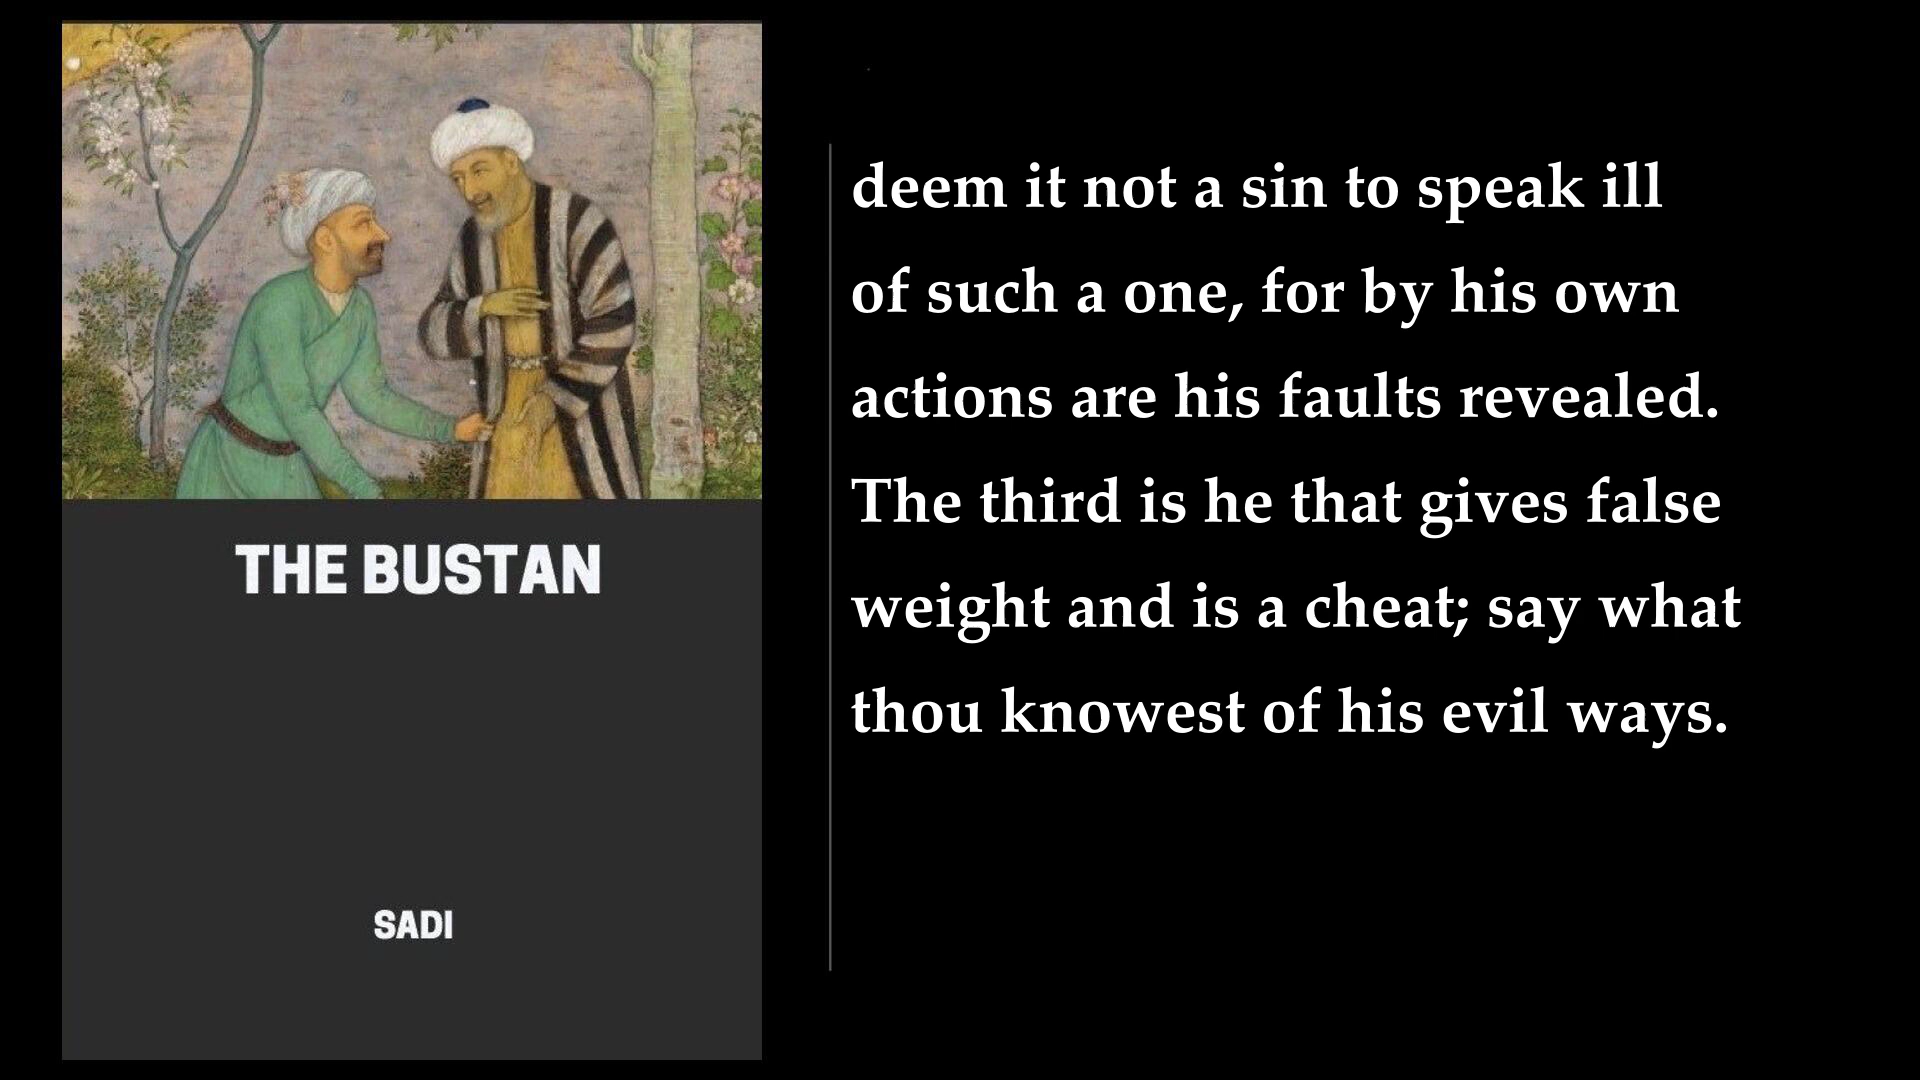 THE BUSTAN
SADI
deem it not a sin to speak ill
of such a one, for by his own
actions are his faults revealed.
The third is he that gives false
weight and is a cheat; say what
thou knowest of his evil ways.